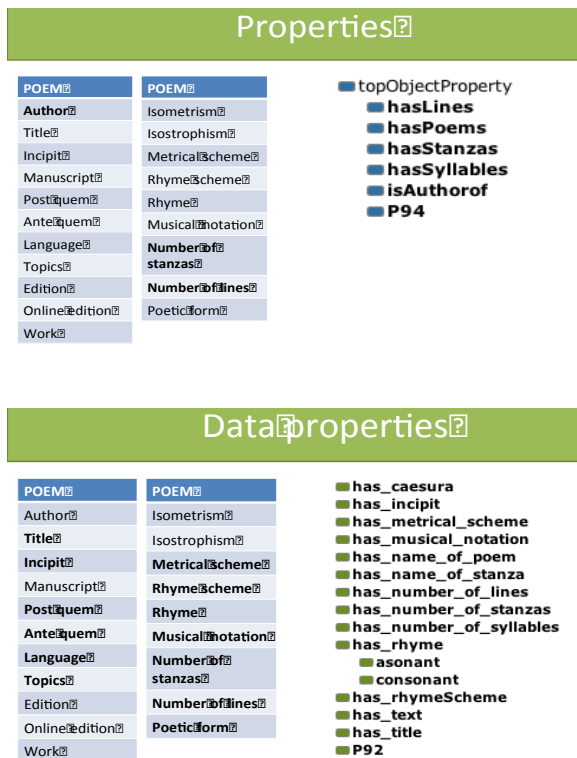 Properties
POEM
Author
Title
Incipit
Manuscript
Post quem
Ante quem
Language
Topics
Edition
Online edition
Work
POEM
Isometrism
Isostrophism
Metrical scheme
Rhyme scheme
Rhyme
Musical notation
Number of
stanzas
Number of lines
Poetic form
topObjectProperty
hasLines
hasPoems
hasStanzas
hasSyllables
isAuthorof
P94
Data properties
POEM
Author
Title
Incipit
Manuscript
Post quem
Ante quem
Language
Topics
Edition
Online edition
Work
POEM
Isometrism
Isostrophism
Metrical scheme
Rhyme scheme
Rhyme
Musical notation
Number of
stanzas
Number of lines
Poetic form
has_caesura
has_incipit
has_metrical_scheme
has_musical_notation
has_name_of_poem
has_name_of_stanza
has_number_of_lines
has_number_of_stanzas
has_number_of_syllables
has_rhyme
asonant
consonant
has_rhymeScheme
has_text
has_title
P92